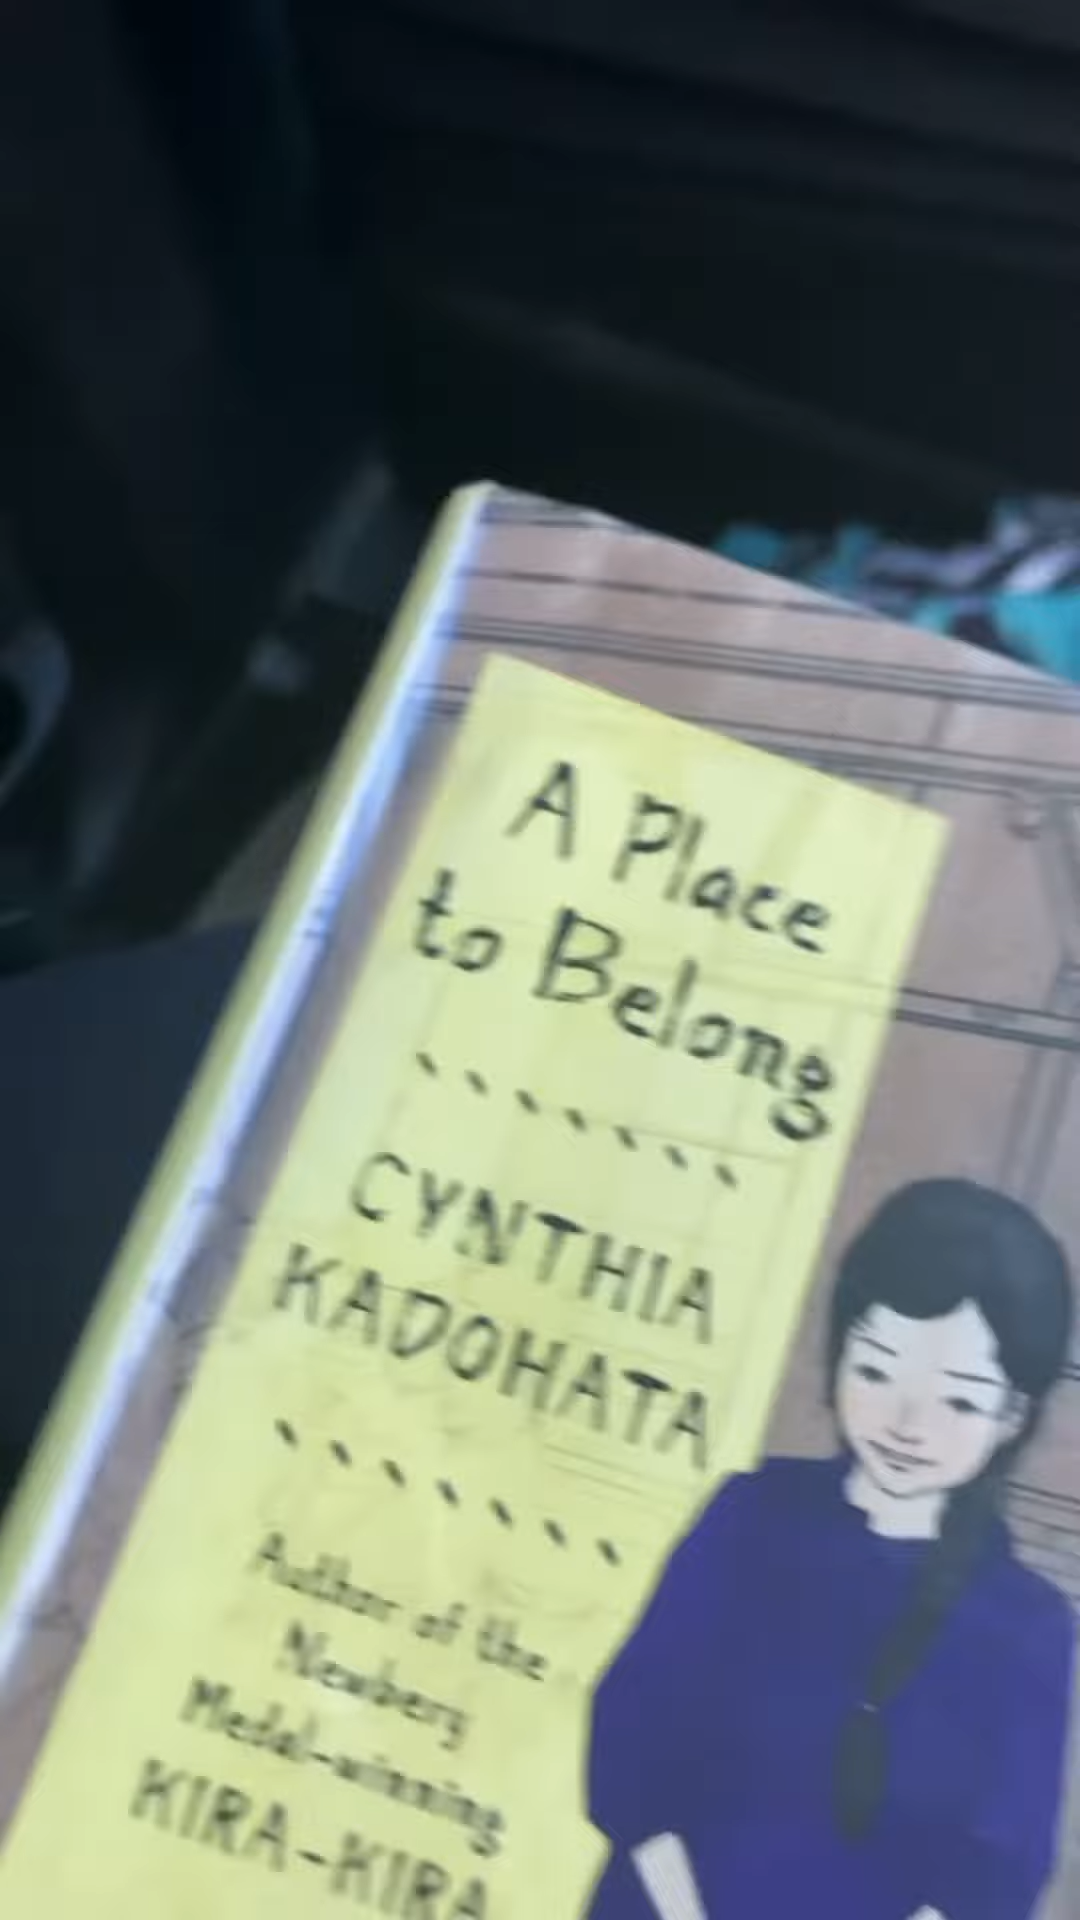 A Place
to Belong
CYNTHIA
KADOHATA
Author of the
Newbery
Medal-winning
KIRA-KIRA